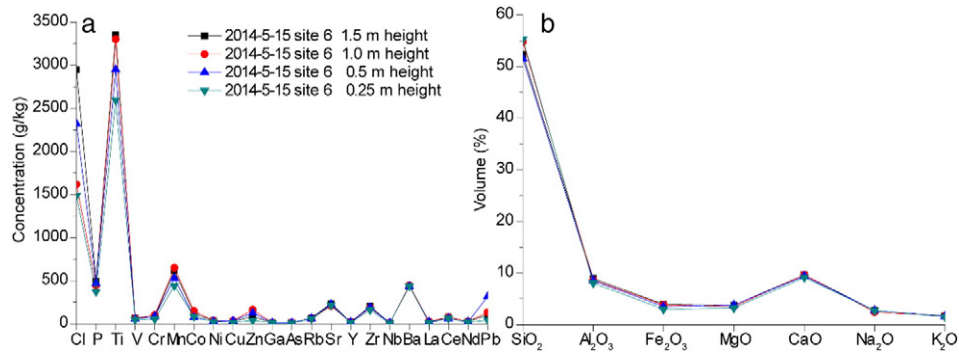 a
2014-5-15 site 6 1.5 m height
2014-5-15 site 6 1.0 m height
2014-5-15 site 6 0.5 m height
2014-5-15 site 6 0.25 m height
Concentration (g/kg)
3500
3000
2500
2000
1500
1000
500
0
Cl P Ti V Cr Mn Co Ni Cu Zn Ga As Rb Sr Y Zr Nb Ba La Ce Nd Pb
b
Volume (%)
60
50
40
30
20
10
0
SiO₂ Al₂O₃ Fe₂O₃ MgO CaO Na₂O K₂O